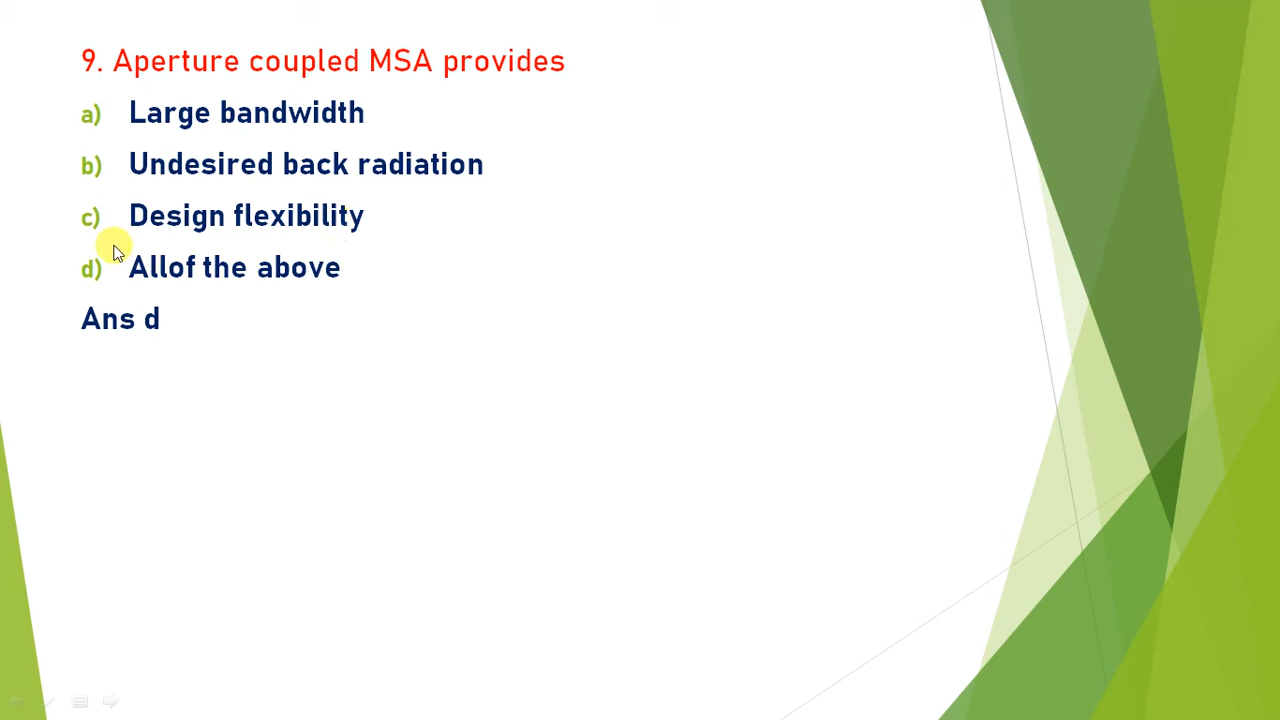 9. Aperture coupled MSA provides
a) Large bandwidth
b) Undesired back radiation
c) Design flexibility
d) Allof the above
Ans d